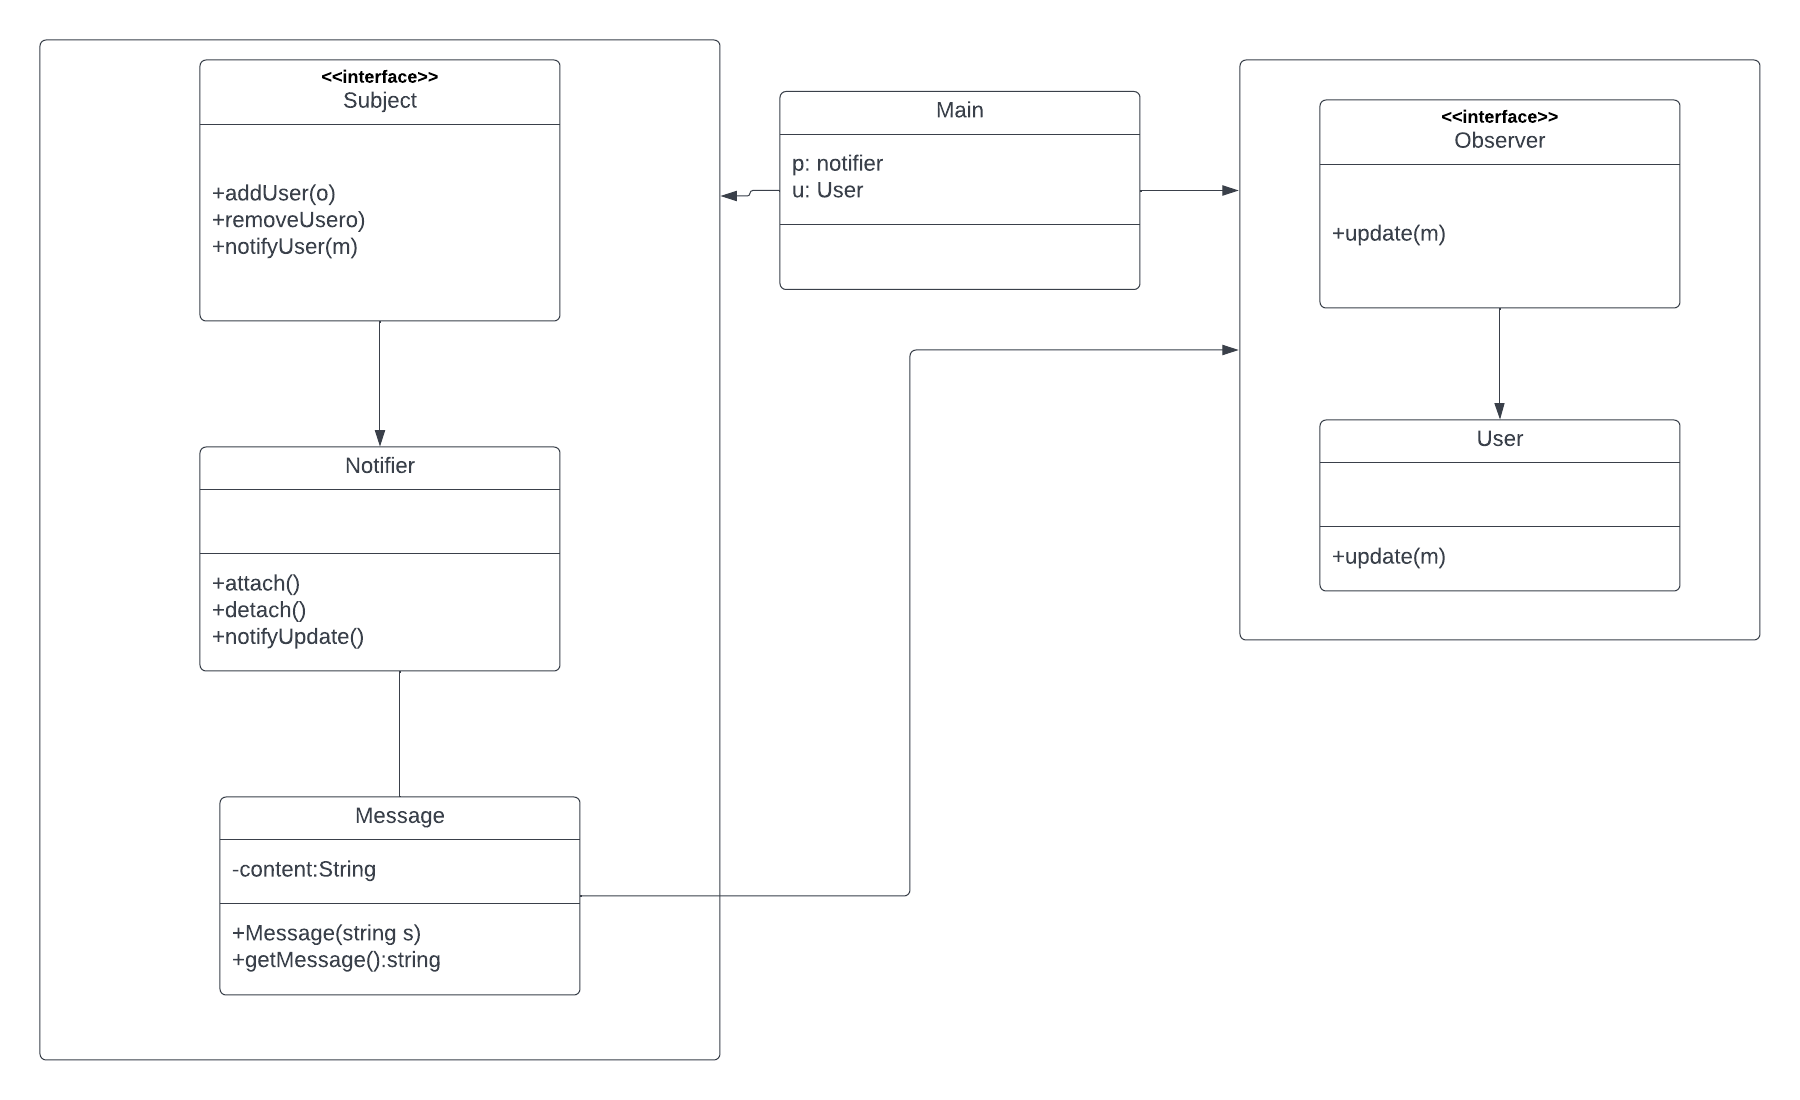 <<interface>>
Subject
+addUser(o)
+removeUsero)
+notifyUser(m)
Notifier
+attach()
+detach()
+notifyUpdate()
Message
-content:String
+Message(string s)
+getMessage():string
Main
p: notifier
u: User
<<interface>>
Observer
+update(m)
User
+update(m)